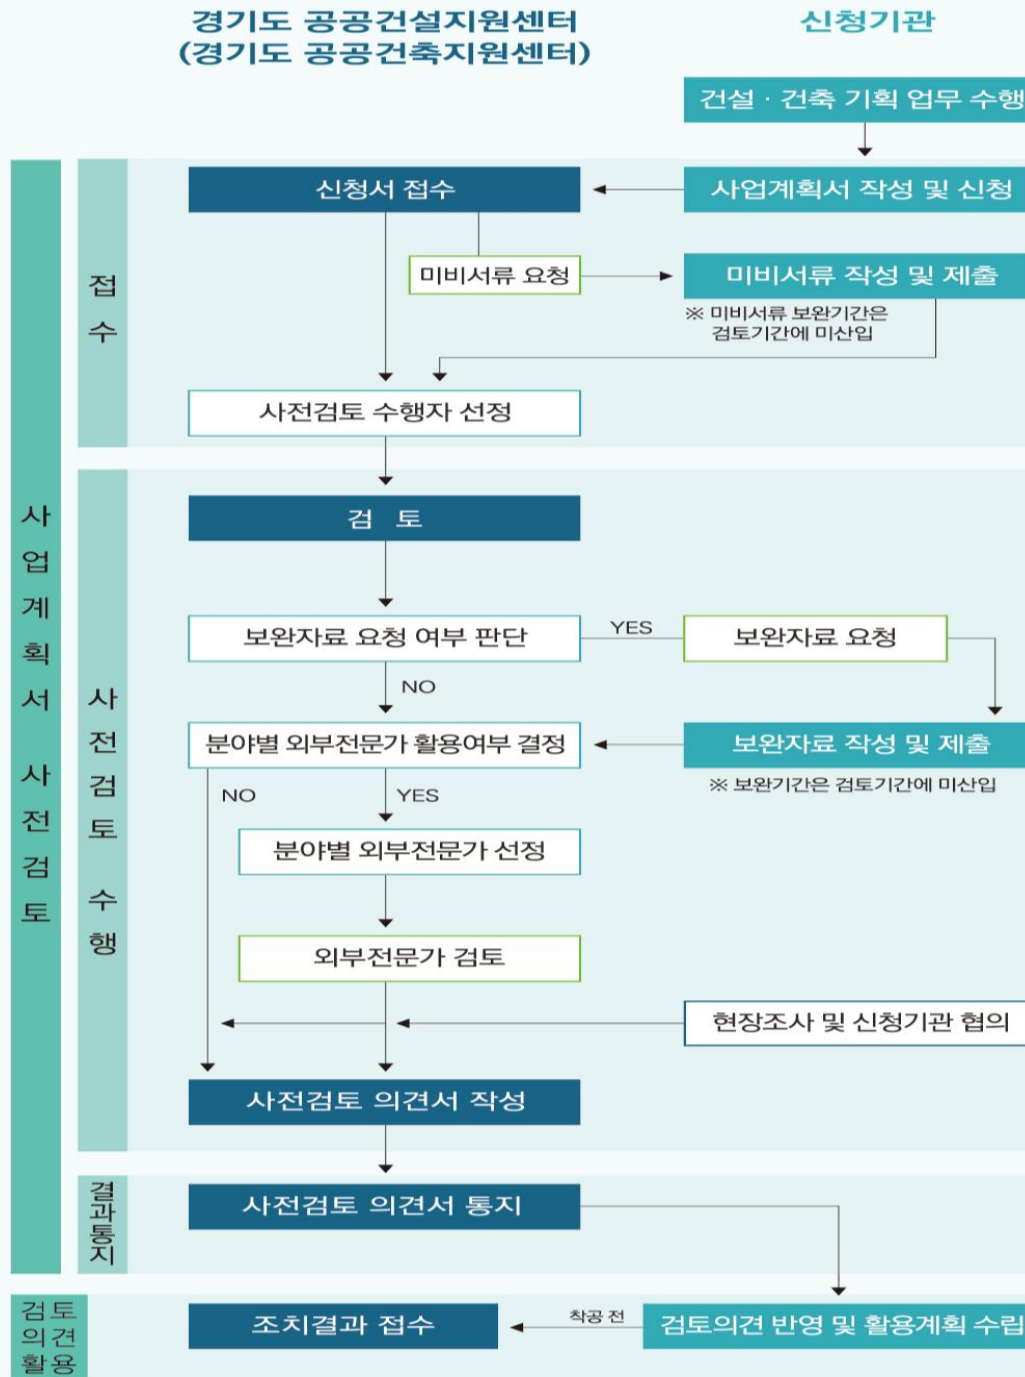 경기도 공공건설지원센터
(경기도 공공건축지원센터)
신청기관
건설 · 건축 기획 업무 수행
사업계획서 사전검토
접수
신청서 접수
사업계획서 작성 및 신청
미비서류 요청
미비서류 작성 및 제출
※ 미비서류 보완기간은
검토기간에 미산입
사전검토 수행자 선정
사전검토 수행
검 토
보완자료 요청 여부 판단
YES
보완자료 요청
NO
분야별 외부전문가 활용여부 결정
보완자료 작성 및 제출
※ 보완기간은 검토기간에 미산입
NO
YES
분야별 외부전문가 선정
외부전문가 검토
현장조사 및 신청기관 협의
사전검토 의견서 작성
결과통지
사전검토 의견서 통지
검토
의견
활용
조치결과 접수
착공 전
검토의견 반영 및 활용계획 수립